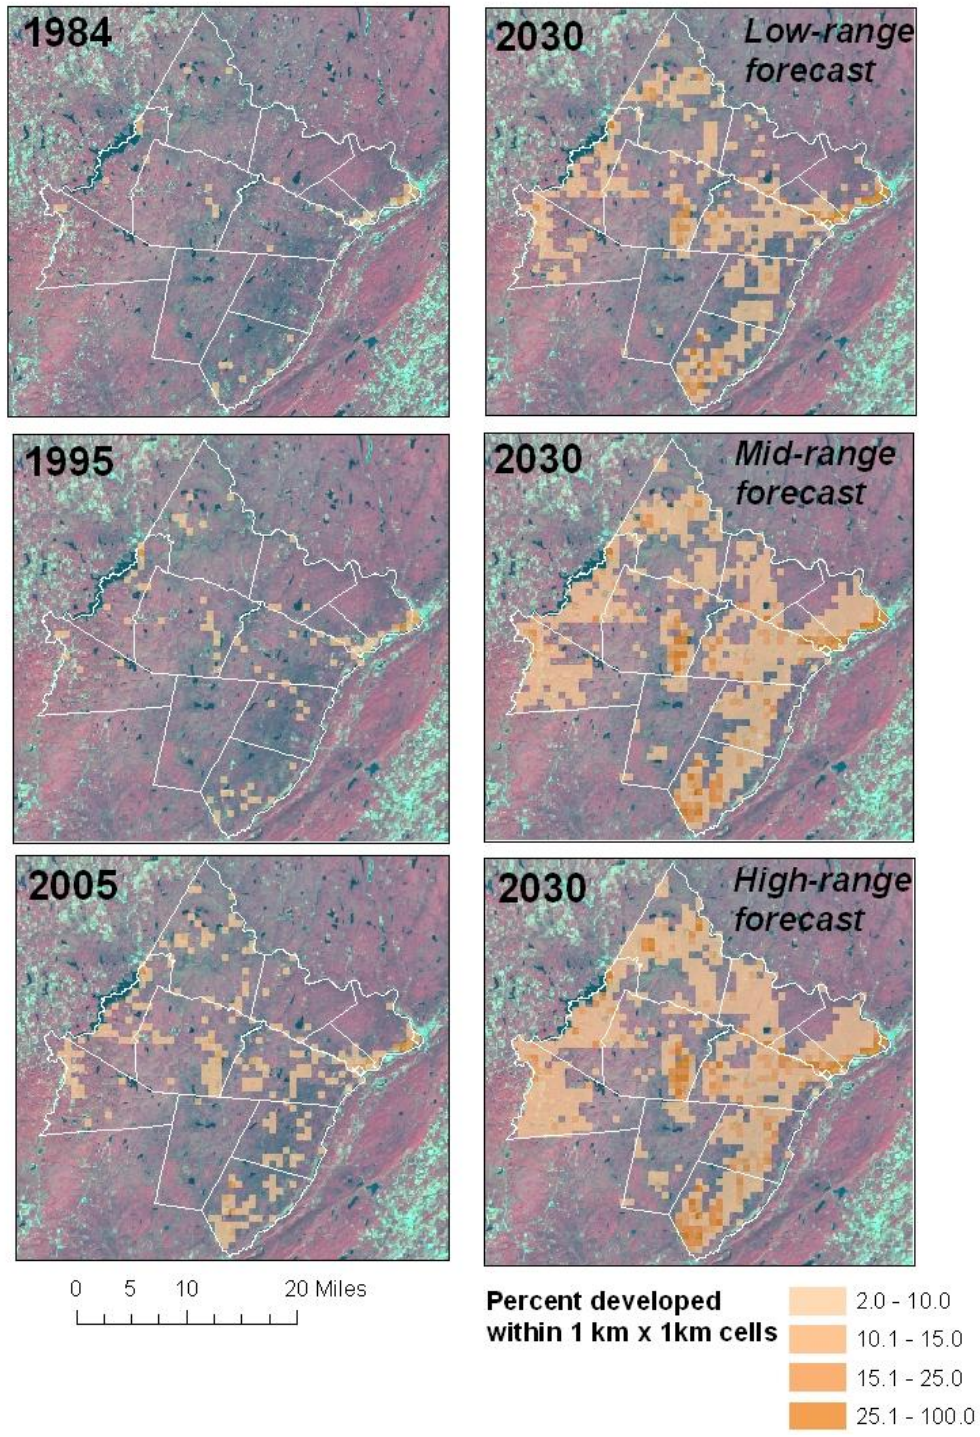 1984
2030
Low-range
forecast
1995
2030
Mid-range
forecast
2005
2030
High-range
forecast
0 5 10 20 Miles
Percent developed
within 1 km x 1km cells
2.0 - 10.0
10.1 - 15.0
15.1 - 25.0
25.1 - 100.0